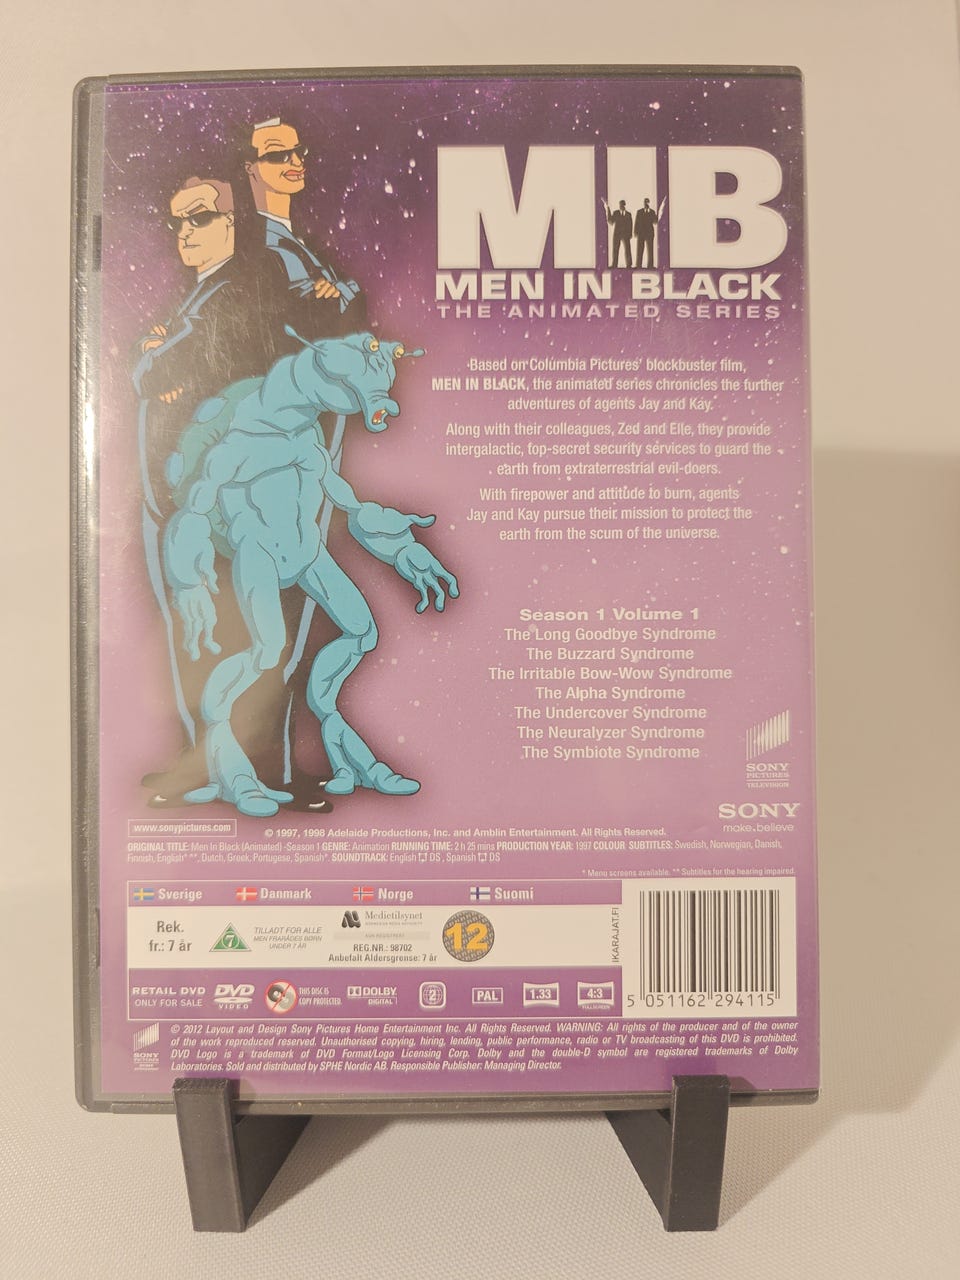 MIB
MEN IN BLACK
THE ANIMATED SERIES
Based on Columbia Pictures' blockbuster film,
MEN IN BLACK, the animated series chronicles the further
adventures of agents Jay and Kay.
Along with their colleagues, Zed and Elle, they provide
intergalactic, top-secret security services to guard the
earth from extraterrestrial evil-doers.
With firepower and attitude to burn, agents
Jay and Kay pursue their mission to protect the
earth from the scum of the universe.
Season 1 Volume 1
The Long Goodbye Syndrome
The Buzzard Syndrome
The Irritable Bow-Wow Syndrome
The Alpha Syndrome
The Undercover Syndrome
The Neuralyzer Syndrome
The Symbiote Syndrome
SONY
PICTURES
TELEVISION
SONY
make.believe
www.sonypictures.com
© 1997, 1998 Adelaide Productions, Inc. and Amblin Entertainment. All Rights Reserved.
ORIGINAL TITLE: Men In Black (Animated) -Season 1 GENRE: Animation RUNNING TIME: 2 h 25 mins PRODUCTION YEAR: 1997 COLOUR SUBTITLES: Swedish, Norwegian, Danish,
Finnish, English* **, Dutch, Greek, Portugese, Spanish*. SOUNDTRACK: English DS , Spanish DS
* Menu screens available. ** Subtitles for the hearing impaired.
Sverige Danmark Norge Suomi
Rek.
fr.: 7 år
7
TILLADT FOR ALLE
MEN FRARÅDES BØRN
UNDER 7 ÅR
Medietilsynet
REG.NR.: 98702
Anbefalt Aldersgrense: 7 år
12
IKARAJAT.FI
5 051162 294115
RETAIL DVD
ONLY FOR SALE
DVD
VIDEO
THIS DISC IS
COPY PROTECTED.
DOLBY
DIGITAL
2
PAL
1.33
4:3
FULLSCREEN
SONY
PICTURES
© 2012 Layout and Design Sony Pictures Home Entertainment Inc. All Rights Reserved. WARNING: All rights of the producer and of the owner
of the work reproduced reserved. Unauthorised copying, hiring, lending, public performance, radio or TV broadcasting of this DVD is prohibited.
DVD Logo is a trademark of DVD Format/Logo Licensing Corp. Dolby and the double-D symbol are registered trademarks of Dolby
Laboratories. Sold and distributed by SPHE Nordic AB. Responsible Publisher: Managing Director.